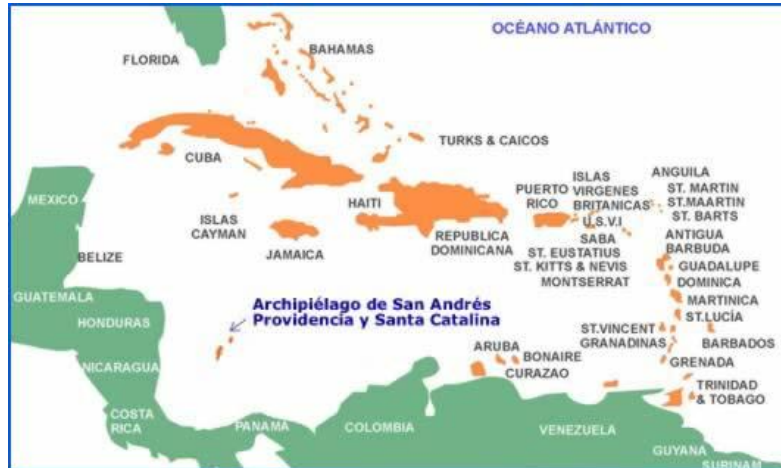 OCÉANO ATLÁNTICO
BAHAMAS
FLORIDA
TURKS & CAICOS
CUBA
ISLAS
VIRGENES
BRITANICAS
U.S.V.I
ANGUILA
ST. MARTIN
ST.MAARTIN
ST. BARTS
MEXICO
PUERTO
RICO
HAITI
ISLAS
CAYMAN
JAMAICA
REPUBLICA
DOMINICANA
SABA
ST. EUSTATIUS
ST. KITTS & NEVIS
MONTSERRAT
ANTIGUA
BARBUDA
GUADALUPE
DOMINICA
MARTINICA
ST.LUCÍA
BELIZE
GUATEMALA
HONDURAS
Archipiélago de San Andrés
Providencia y Santa Catalina
ST.VINCENT
GRANADINAS
BARBADOS
ARUBA
BONAIRE
CURAZAO
GRENADA
NICARAGUA
TRINIDAD
& TOBAGO
COSTA
RICA
PANAMA
COLOMBIA
VENEZUELA
GUYANA
SURINAM